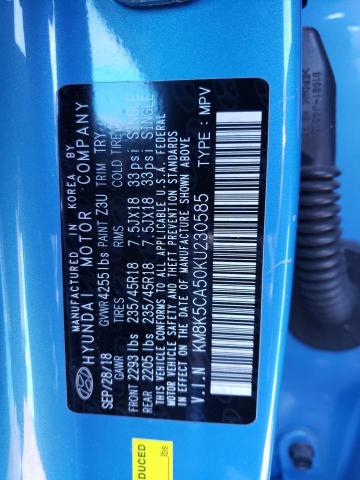 MANUFACTURED IN KOREA BY
HYUNDAI MOTOR COMPANY
SEP/28/18 GVWR 4255 lbs PAINT Z3U TRIM TRY
GAWR TIRES RIMS COLD TIRE
FRONT 2293 lbs 235/45R18 7.5JX18 33psi SINGLE
REAR 2205 lbs 235/45R18 7.5JX18 33psi SINGLE
THIS VEHICLE CONFORMS TO ALL APPLICABLE U.S.A. FEDERAL
MOTOR VEHICLE SAFETY AND THEFT PREVENTION STANDARDS
IN EFFECT ON THE DATE OF MANUFACTURE SHOWN ABOVE.
V.I.N KM8K5CA50KU230585 TYPE: MPV
DUCED
lbs